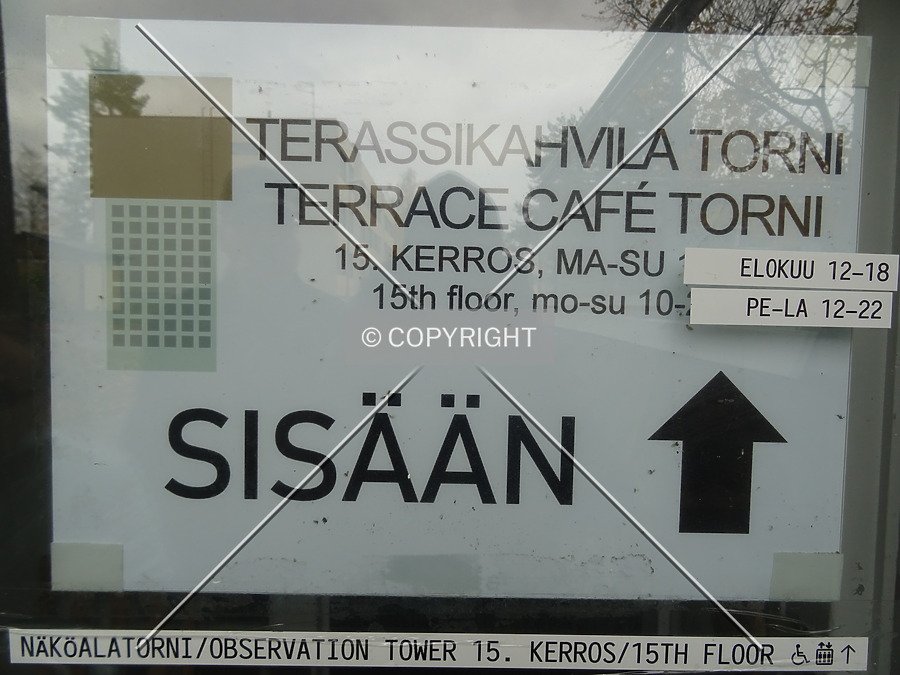 TERASSIKAHVILA TORNI
TERRACE CAFÉ TORNI
15. KERROS, MA-SU
ELOKUU 12-18
15th floor, mo-su 10-
PE-LA 12-22
© COPYRIGHT
SISÄÄN
NÄKÖALATORNI/OBSERVATION TOWER 15. KERROS/15TH FLOOR